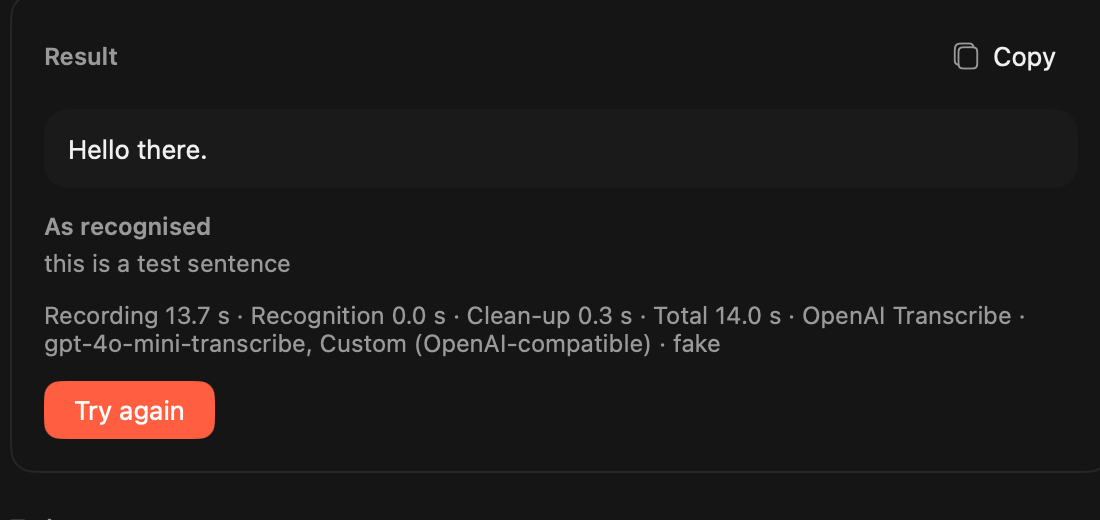 Result
Copy
Hello there.
As recognised
this is a test sentence
Recording 13.7 s · Recognition 0.0 s · Clean-up 0.3 s · Total 14.0 s · OpenAI Transcribe ·
gpt-4o-mini-transcribe, Custom (OpenAI-compatible) · fake
Try again